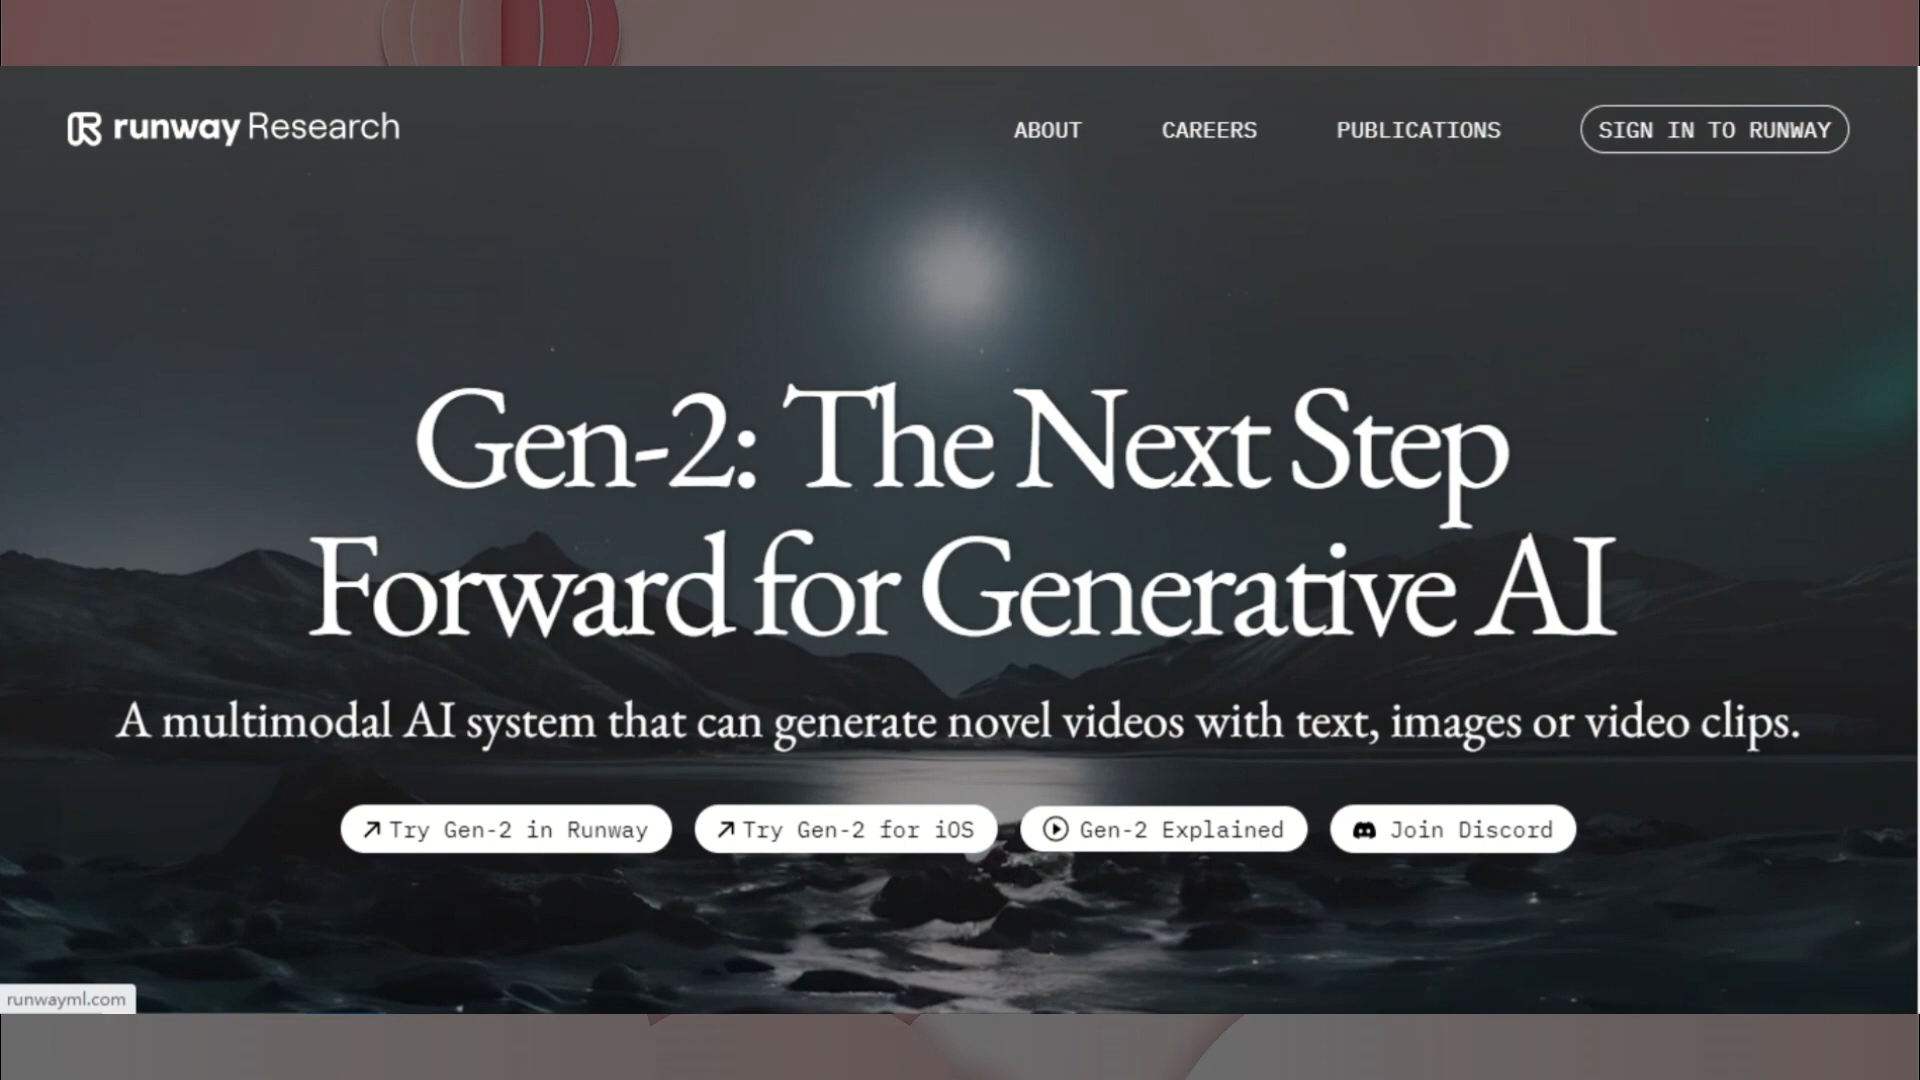 runway Research
ABOUT
CAREERS
PUBLICATIONS
SIGN IN TO RUNWAY
Gen-2: The Next Step
Forward for Generative AI
A multimodal AI system that can generate novel videos with text, images or video clips.
Try Gen-2 in Runway
Try Gen-2 for iOS
Gen-2 Explained
Join Discord
runwayml.com